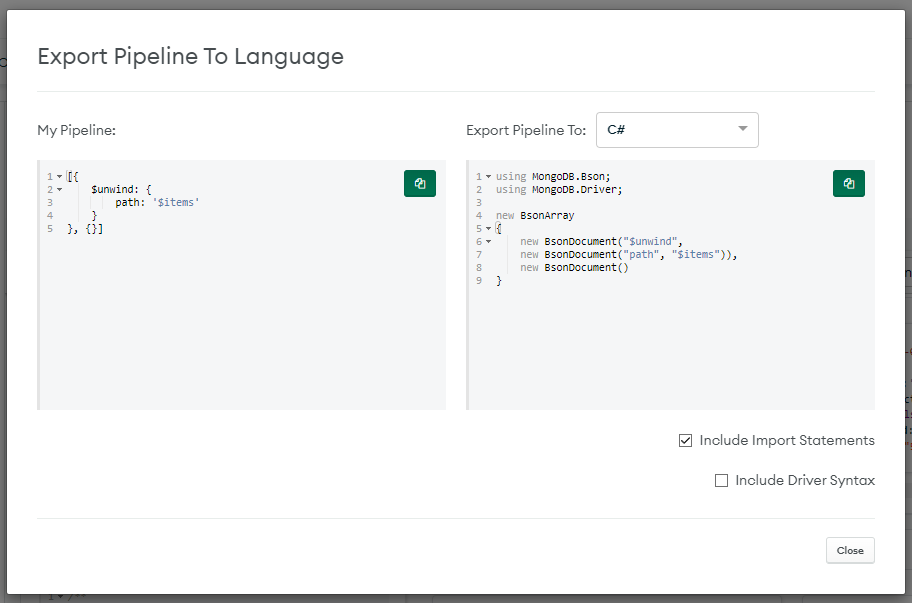 Export Pipeline To Language
My Pipeline:
1 [{
2 $unwind: {
3 path: '$items'
4 }
5 }, {}]
Export Pipeline To: C#
1 using MongoDB.Bson;
2 using MongoDB.Driver;
3
4 new BsonArray
5 {
6 new BsonDocument("$unwind",
7 new BsonDocument("path", "$items")),
8 new BsonDocument()
9 }
Include Import Statements
Include Driver Syntax
Close